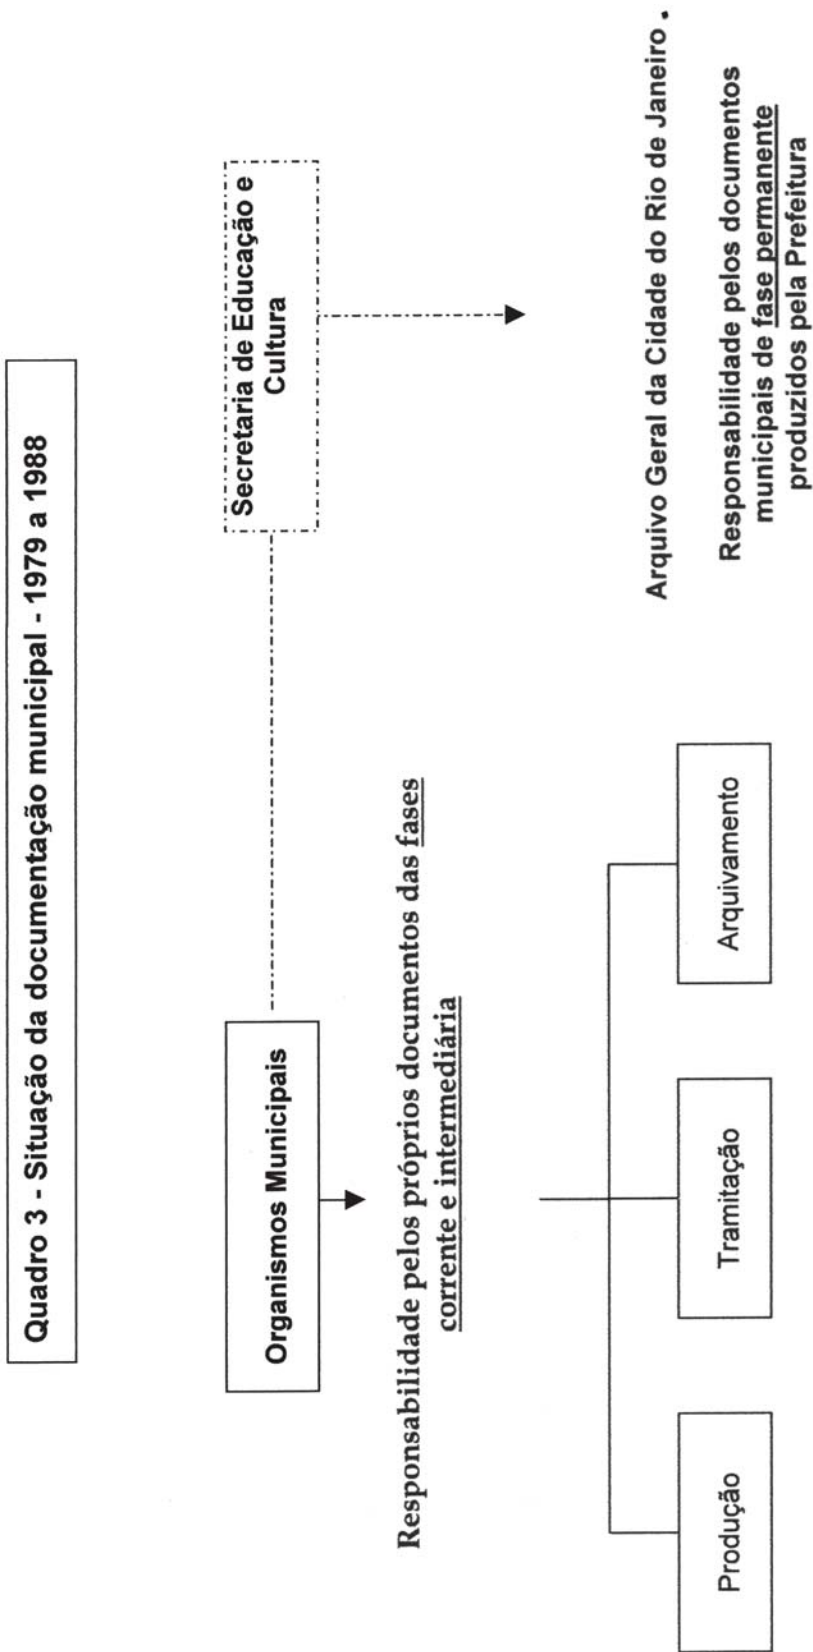 Quadro 3 - Situação da documentação municipal - 1979 a 1988
Organismos Municipais
Secretaria de Educação e
Cultura
Responsabilidade pelos próprios documentos das fases
corrente e intermediária
Produção
Tramitação
Arquivamento
Arquivo Geral da Cidade do Rio de Janeiro .
Responsabilidade pelos documentos
municipais de fase permanente
produzidos pela Prefeitura